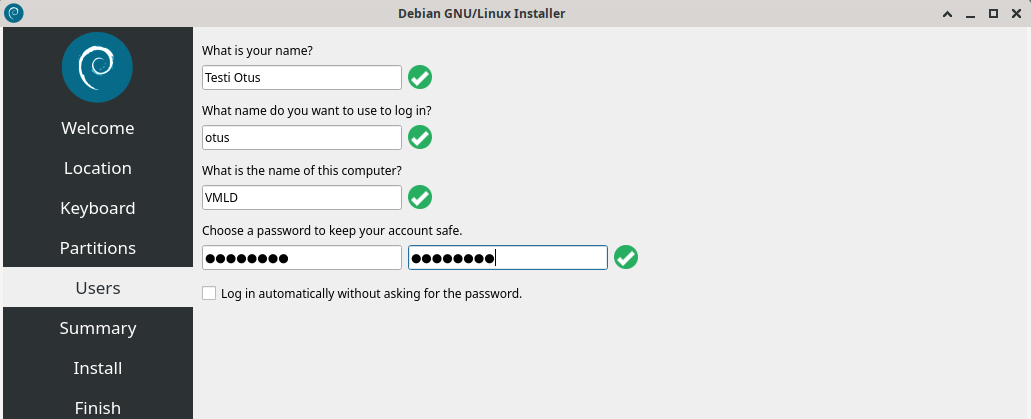 Debian GNU/Linux Installer
Welcome
Location
Keyboard
Partitions
Users
Summary
Install
Finish
What is your name?
Testi Otus
What name do you want to use to log in?
otus
What is the name of this computer?
VMLD
Choose a password to keep your account safe.
●●●●●●●● ●●●●●●●●
Log in automatically without asking for the password.